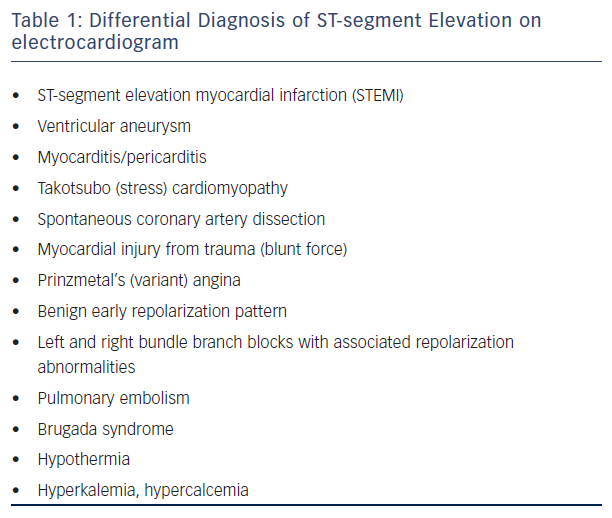 Table 1: Differential Diagnosis of ST-segment Elevation on
electrocardiogram
• ST-segment elevation myocardial infarction (STEMI)
• Ventricular aneurysm
• Myocarditis/pericarditis
• Takotsubo (stress) cardiomyopathy
• Spontaneous coronary artery dissection
• Myocardial injury from trauma (blunt force)
• Prinzmetal’s (variant) angina
• Benign early repolarization pattern
• Left and right bundle branch blocks with associated repolarization
abnormalities
• Pulmonary embolism
• Brugada syndrome
• Hypothermia
• Hyperkalemia, hypercalcemia